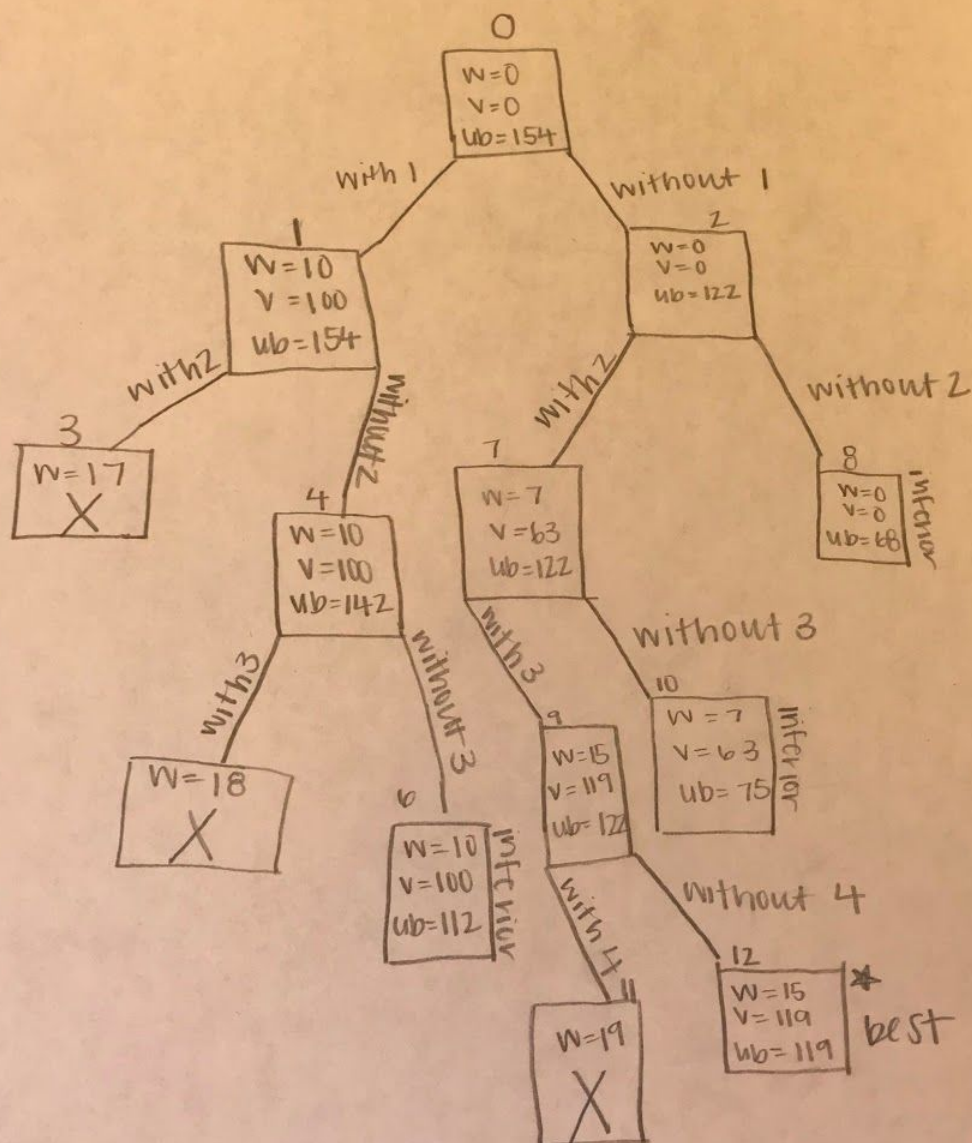 0
W=0
V=0
ub=154
with 1
without 1
1
W=10
V=100
ub=154
2
W=0
V=0
ub=122
with2
without2
with2
without 2
3
W=17
X
4
W=10
V=100
ub=142
7
W=7
V=63
ub=122
8
W=0
V=0
ub=68
inferior
with3
without 3
with3
without 3
W=18
X
6
W=10
V=100
ub=112
inferior
9
W=15
V=119
ub=122
10
W=7
V=63
ub=75
inferior
with 4
without 4
11
W=19
X
12
W=15
V=119
ub=119
best